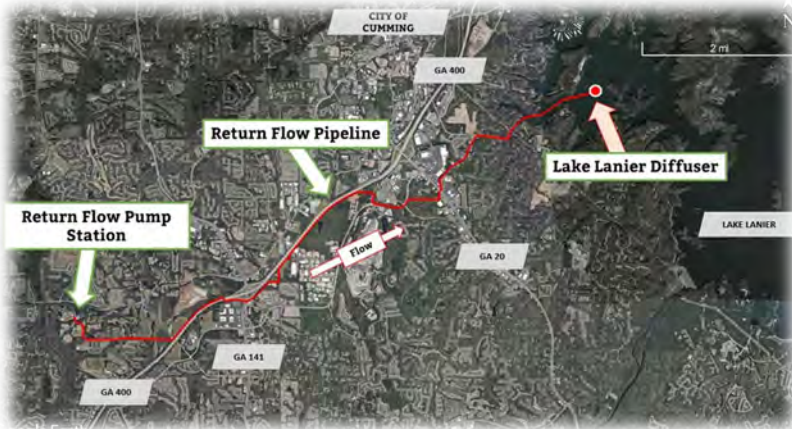 CITY OF
CUMMING
GA 400
2 mi
Return Flow Pipeline
Lake Lanier Diffuser
Return Flow Pump
Station
LAKE LANIER
Flow
GA 20
GA 141
GA 400